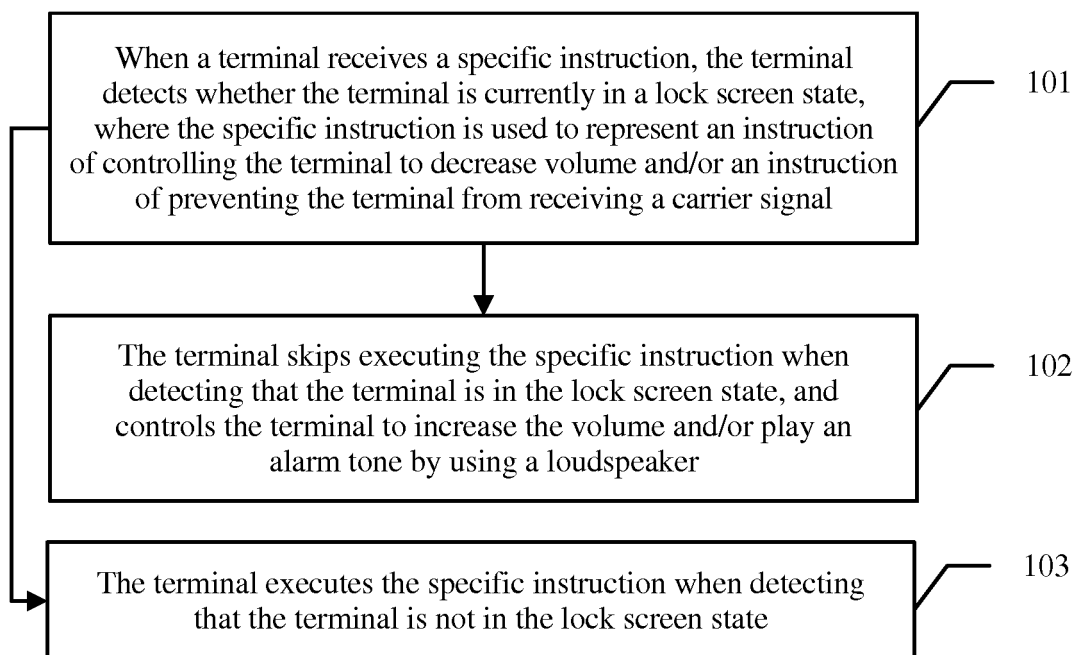 When a terminal receives a specific instruction, the terminal
detects whether the terminal is currently in a lock screen state,
where the specific instruction is used to represent an instruction
of controlling the terminal to decrease volume and/or an instruction
of preventing the terminal from receiving a carrier signal
101
The terminal skips executing the specific instruction when
detecting that the terminal is in the lock screen state, and
controls the terminal to increase the volume and/or play an
alarm tone by using a loudspeaker
102
The terminal executes the specific instruction when detecting
that the terminal is not in the lock screen state
103